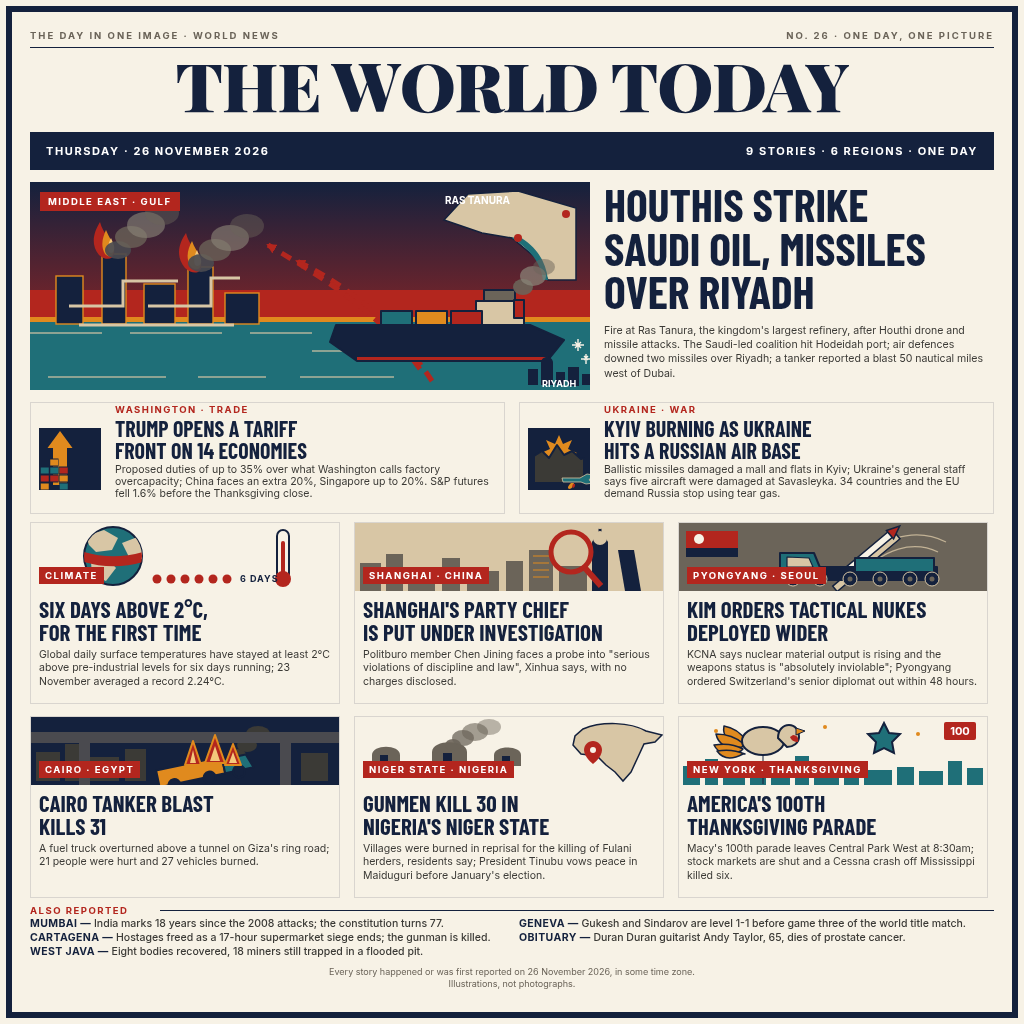 THE DAY IN ONE IMAGE · WORLD NEWS
NO. 26 · ONE DAY, ONE PICTURE
THE WORLD TODAY
THURSDAY · 26 NOVEMBER 2026
9 STORIES · 6 REGIONS · ONE DAY
MIDDLE EAST · GULF
RAS TANURA
RIYADH
HOUTHIS STRIKE
SAUDI OIL, MISSILES
OVER RIYADH
Fire at Ras Tanura, the kingdom's largest refinery, after Houthi drone and
missile attacks. The Saudi-led coalition hit Hodeidah port; air defences
downed two missiles over Riyadh; a tanker reported a blast 50 nautical miles
west of Dubai.
WASHINGTON · TRADE
TRUMP OPENS A TARIFF
FRONT ON 14 ECONOMIES
Proposed duties of up to 35% over what Washington calls factory
overcapacity; China faces an extra 20%, Singapore up to 20%. S&P futures
fell 1.6% before the Thanksgiving close.
UKRAINE · WAR
KYIV BURNING AS UKRAINE
HITS A RUSSIAN AIR BASE
Ballistic missiles damaged a mall and flats in Kyiv; Ukraine's general staff
says five aircraft were damaged at Savasleyka. 34 countries and the EU
demand Russia stop using tear gas.
CLIMATE
6 DAYS
SIX DAYS ABOVE 2°C,
FOR THE FIRST TIME
Global daily surface temperatures have stayed at least 2°C
above pre-industrial levels for six days running; 23
November averaged a record 2.24°C.
SHANGHAI · CHINA
SHANGHAI'S PARTY CHIEF
IS PUT UNDER INVESTIGATION
Politburo member Chen Jining faces a probe into "serious
violations of discipline and law", Xinhua says, with no
charges disclosed.
PYONGYANG · SEOUL
KIM ORDERS TACTICAL NUKES
DEPLOYED WIDER
KCNA says nuclear material output is rising and the
weapons status is "absolutely inviolable"; Pyongyang
ordered Switzerland's senior diplomat out within 48 hours.
CAIRO · EGYPT
CAIRO TANKER BLAST
KILLS 31
A fuel truck overturned above a tunnel on Giza's ring road;
21 people were hurt and 27 vehicles burned.
NIGER STATE · NIGERIA
GUNMEN KILL 30 IN
NIGERIA'S NIGER STATE
Villages were burned in reprisal for the killing of Fulani
herders, residents say; President Tinubu vows peace in
Maiduguri before January's election.
100
NEW YORK · THANKSGIVING
AMERICA'S 100TH
THANKSGIVING PARADE
Macy's 100th parade leaves Central Park West at 8:30am;
stock markets are shut and a Cessna crash off Mississippi
killed six.
ALSO REPORTED
MUMBAI — India marks 18 years since the 2008 attacks; the constitution turns 77.
CARTAGENA — Hostages freed as a 17-hour supermarket siege ends; the gunman is killed.
WEST JAVA — Eight bodies recovered, 18 miners still trapped in a flooded pit.
GENEVA — Gukesh and Sindarov are level 1-1 before game three of the world title match.
OBITUARY — Duran Duran guitarist Andy Taylor, 65, dies of prostate cancer.
Every story happened or was first reported on 26 November 2026, in some time zone.
Illustrations, not photographs.